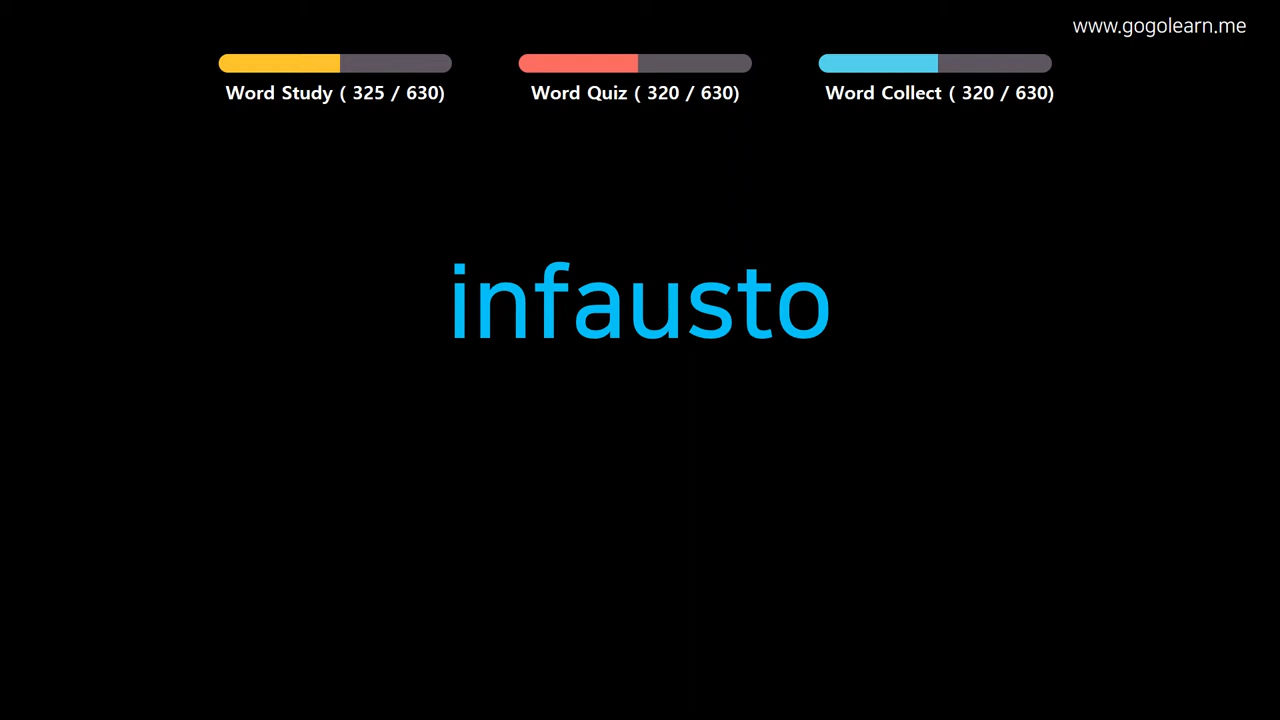 www.gogolearn.me
Word Study ( 325 / 630)
Word Quiz ( 320 / 630)
Word Collect ( 320 / 630)
infausto